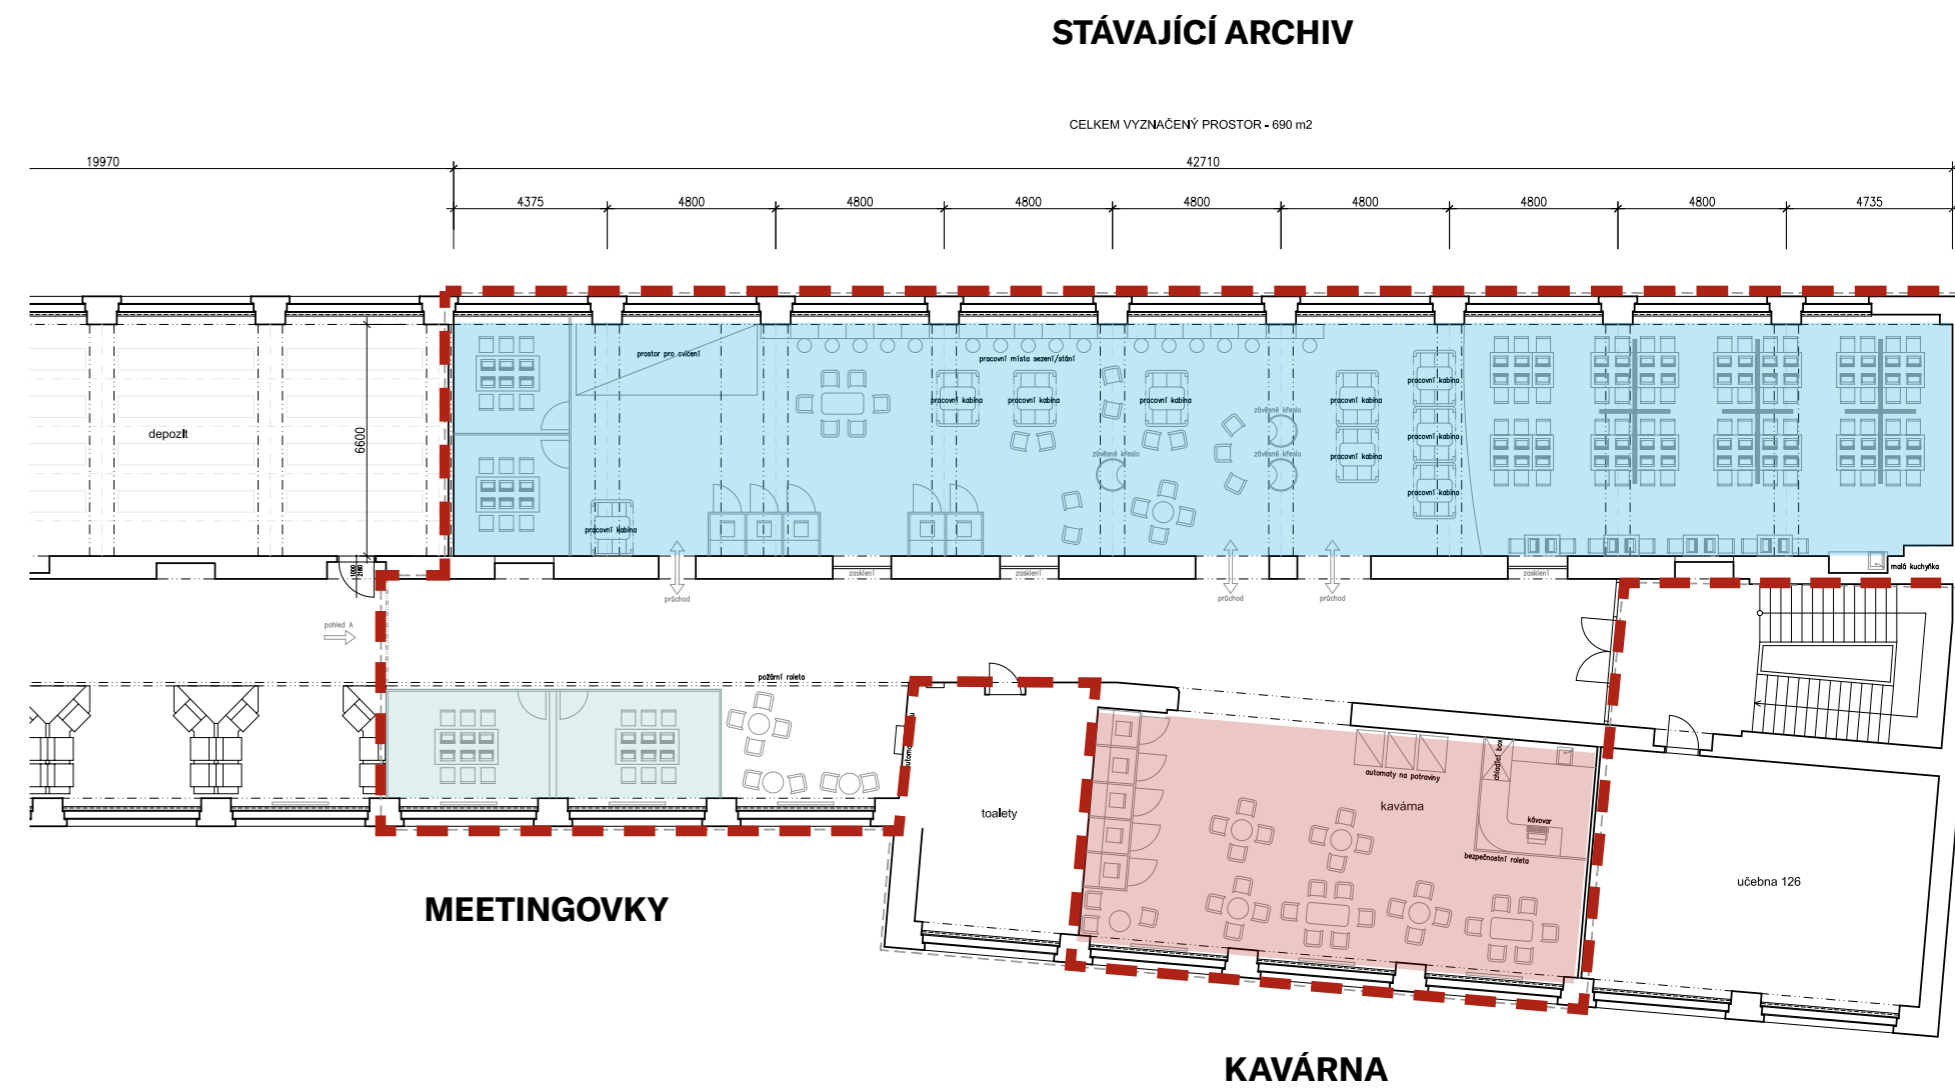 STÁVAJÍCÍ ARCHIV
CELKEM VYZNAČENÝ PROSTOR - 690 m2
19970
42710
4375
4800
4800
4800
4800
4800
4800
4800
4735
prostor pro cvičení
pracovní místa sezení/stání
pracovní kabina
pracovní kabina
pracovní kabina
pracovní kabina
pracovní kabina
závěsné křeslo
depozit
6600
pracovní kabina
závěsné křeslo
závěsné křeslo
pracovní kabina
pracovní kabina
pracovní kabina
zasklení
zasklení
zasklení
malá kuchyňka
průchod
průchod
průchod
pohled A
požární roleta
automaty na potraviny
chladící box
kavárna
toalety
kávovar
bezpečnostní roleta
učebna 126
MEETINGOVKY
KAVÁRNA